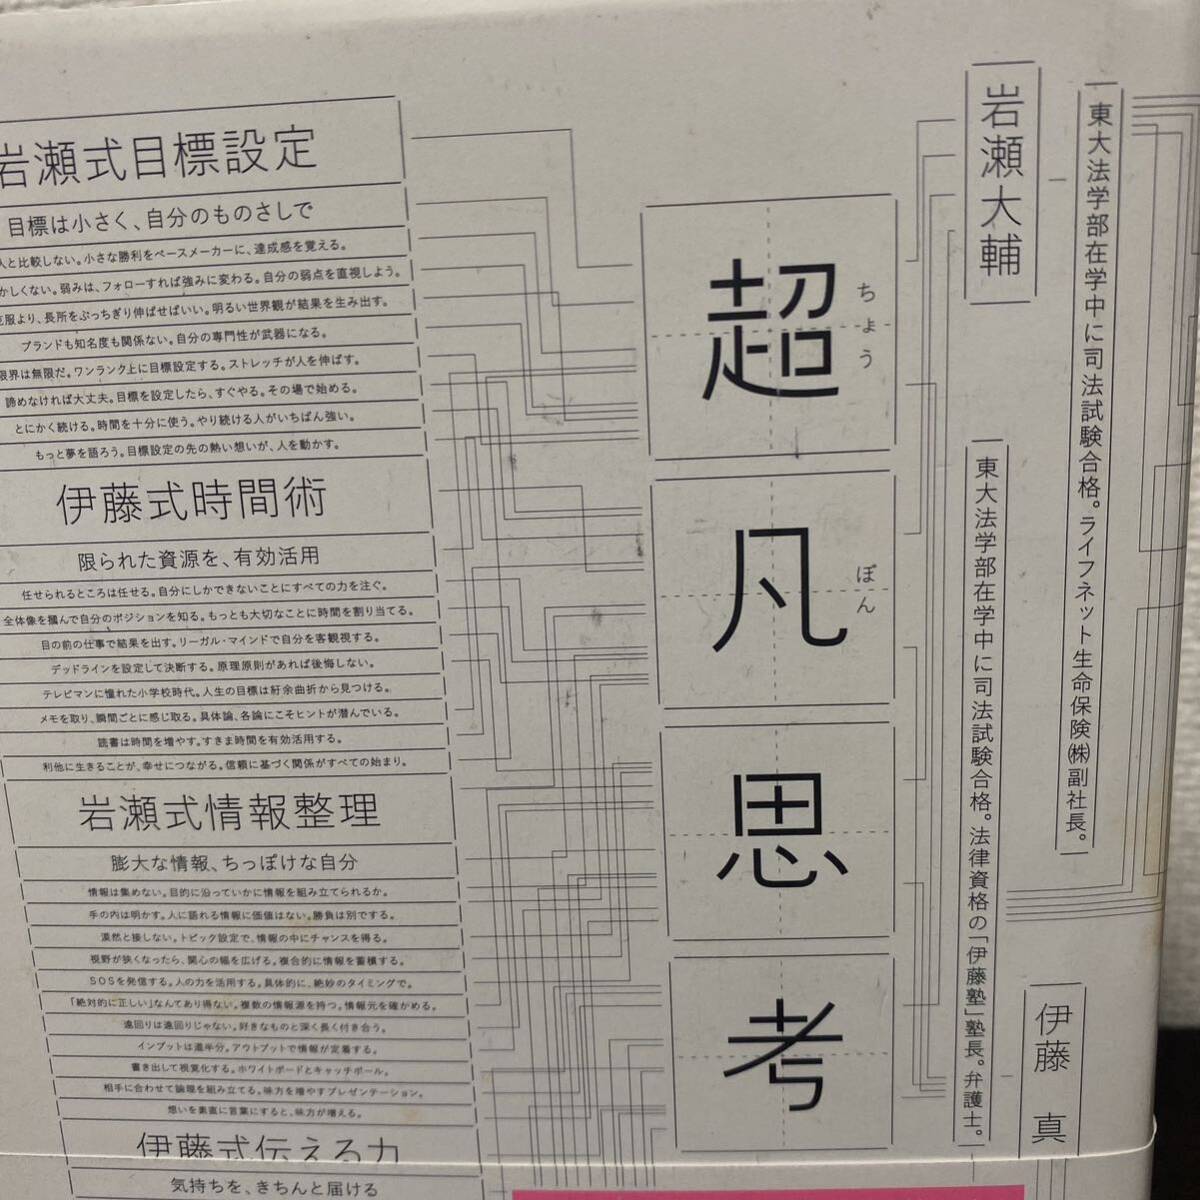 東大法学部在学中に司法試験合格。ライフネット生命保険㈱副社長。
岩瀬大輔
東大法学部在学中に司法試験合格。法律資格の「伊藤塾」塾長。弁護士。
伊藤 真
超凡思考
ちょう
ぼん
岩瀬式目標設定
目標は小さく、自分のものさしで
人と比較しない。小さな勝利をペースメーカーに、達成感を覚える。
かしくない。弱みは、フォローすれば強みに変わる。自分の弱点を直視しよう。
克服より、長所をぶっちぎり伸ばせばいい。明るい世界観が結果を生み出す。
ブランドも知名度も関係ない。自分の専門性が武器になる。
限界は無限だ。ワンランク上に目標設定する。ストレッチが人を伸ばす。
諦めなければ大丈夫。目標を設定したら、すぐやる。その場で始める。
とにかく続ける。時間を十分に使う。やり続ける人がいちばん強い。
もっと夢を語ろう。目標設定の先の熱い想いが、人を動かす。
伊藤式時間術
限られた資源を、有効活用
任せられるところは任せる。自分にしかできないことにすべての力を注ぐ。
全体像を掴んで自分のポジションを知る。もっとも大切なことに時間を割り当てる。
目の前の仕事で結果を出す。リーガル・マインドで自分を客観視する。
デッドラインを設定して決断する。原理原則があれば後悔しない。
テレビマンに憧れた小学校時代。人生の目標は紆余曲折から見つける。
メモを取り、瞬間ごとに感じ取る。具体論、各論にこそヒントが潜んでいる。
読書は時間を増やす。すきま時間を有効活用する。
利他に生きることが、幸せにつながる。信頼に基づく関係がすべての始まり。
岩瀬式情報整理
膨大な情報、ちっぽけな自分
情報は集めない。目的に沿っていかに情報を組み立てられるか。
手の内は明かす。人に語れる情報に価値はない。勝負は別でする。
漠然と接しない。トピック設定で、情報の中にチャンスを得る。
視野が狭くなったら、関心の幅を広げる。複合的に情報を蓄積する。
SOSを発信する。人の力を活用する。具体的に、絶妙のタイミングで。
「絶対的に正しい」なんてあり得ない。複数の情報源を持つ。情報元を確かめる。
遠回りは遠回りじゃない。好きなものと深く長く付き合う。
インプットは道半分。アウトプットで情報が定着する。
書き出して視覚化する。ホワイトボードとキャッチボール。
相手に合わせて論理を組み立てる。味方を増やすプレゼンテーション。
想いを素直に言葉にすると、味方が増える。
伊藤式伝える力
気持ちを、きちんと届ける